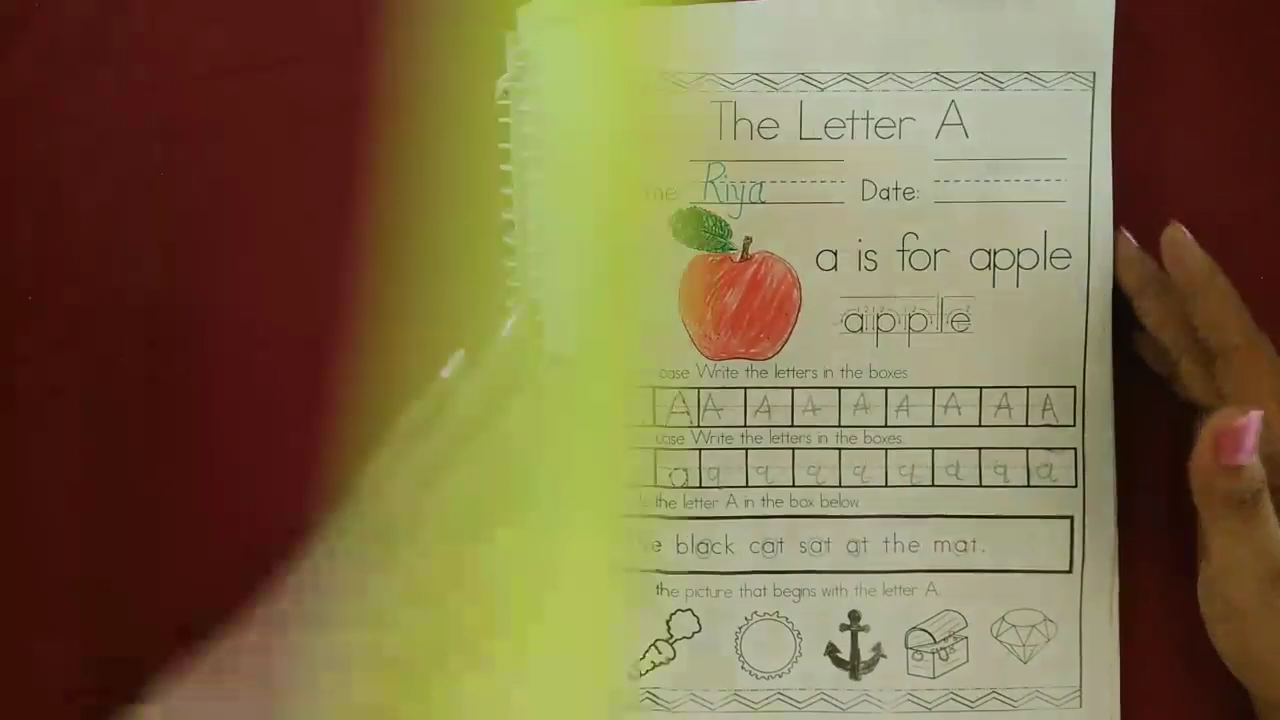 The Letter A
me: Riya Date:
a is for apple
apple
case Write the letters in the boxes
A A A A A A A A A
case Write the letters in the boxes.
a a a a a a a a a
the letter A in the box below
e black cat sat at the mat.
the picture that begins with the letter A.